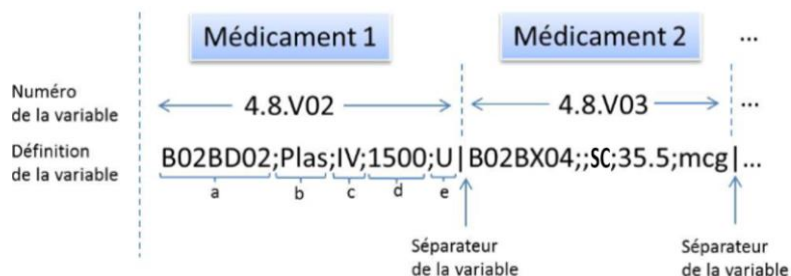 Médicament 1 Médicament 2 ...
Numéro
de la variable
4.8.V02 4.8.V03 ...
Définition
de la variable
B02BD02;Plas;IV;1500;U|B02BX04;;SC;35.5;mcg|...
a b c d e
Séparateur
de la variable
Séparateur
de la variable